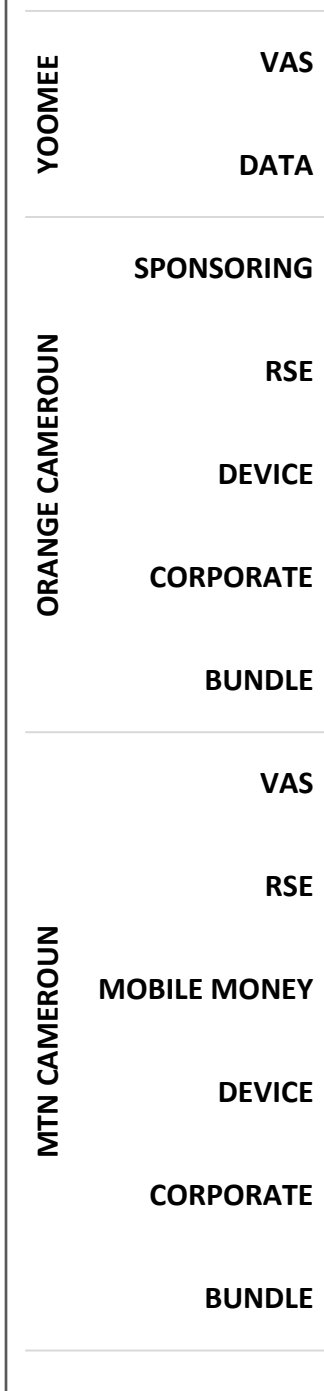 YOOMEE
VAS
DATA
ORANGE CAMEROUN
SPONSORING
RSE
DEVICE
CORPORATE
BUNDLE
MTN CAMEROUN
VAS
RSE
MOBILE MONEY
DEVICE
CORPORATE
BUNDLE